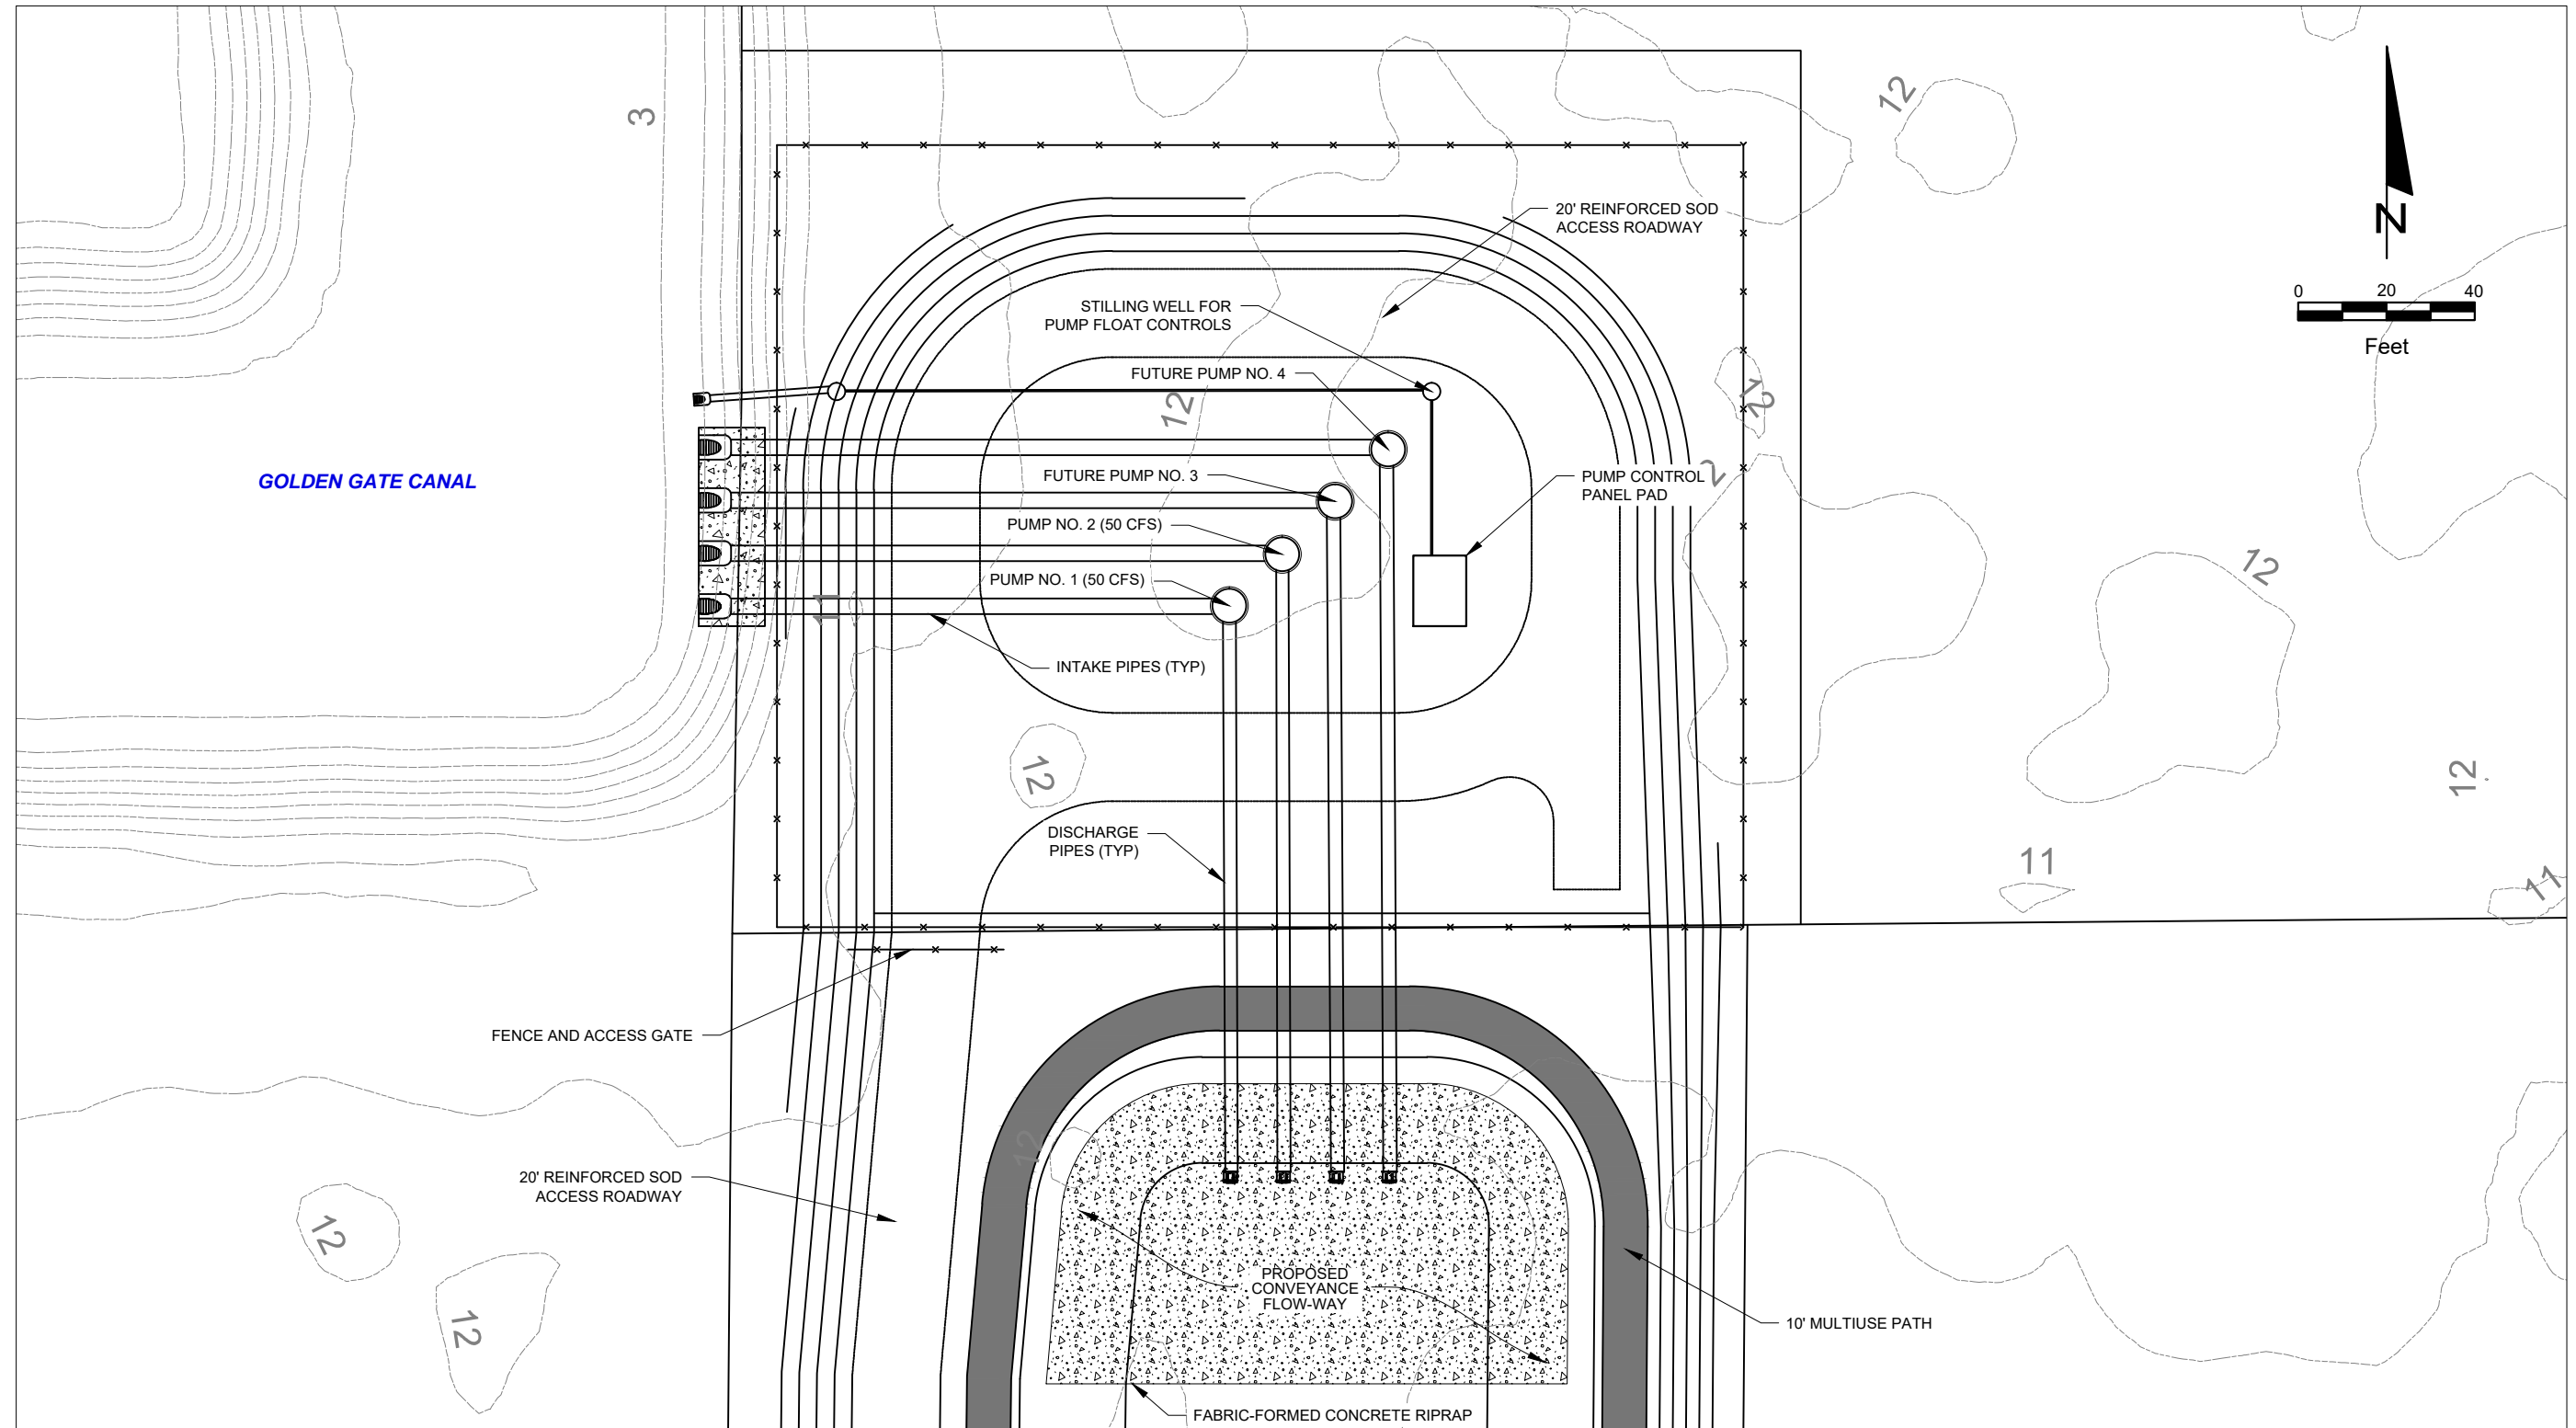 3
12
N
20' REINFORCED SOD
ACCESS ROADWAY
0 20 40
Feet
STILLING WELL FOR
PUMP FLOAT CONTROLS
FUTURE PUMP NO. 4
12
12
GOLDEN GATE CANAL
FUTURE PUMP NO. 3
PUMP CONTROL
PANEL PAD
2
PUMP NO. 2 (50 CFS)
12
PUMP NO. 1 (50 CFS)
11
INTAKE PIPES (TYP)
12
12
DISCHARGE
PIPES (TYP)
11
11
FENCE AND ACCESS GATE
12
20' REINFORCED SOD
ACCESS ROADWAY
12
PROPOSED
CONVEYANCE
FLOW-WAY
12
10' MULTIUSE PATH
FABRIC-FORMED CONCRETE RIPRAP